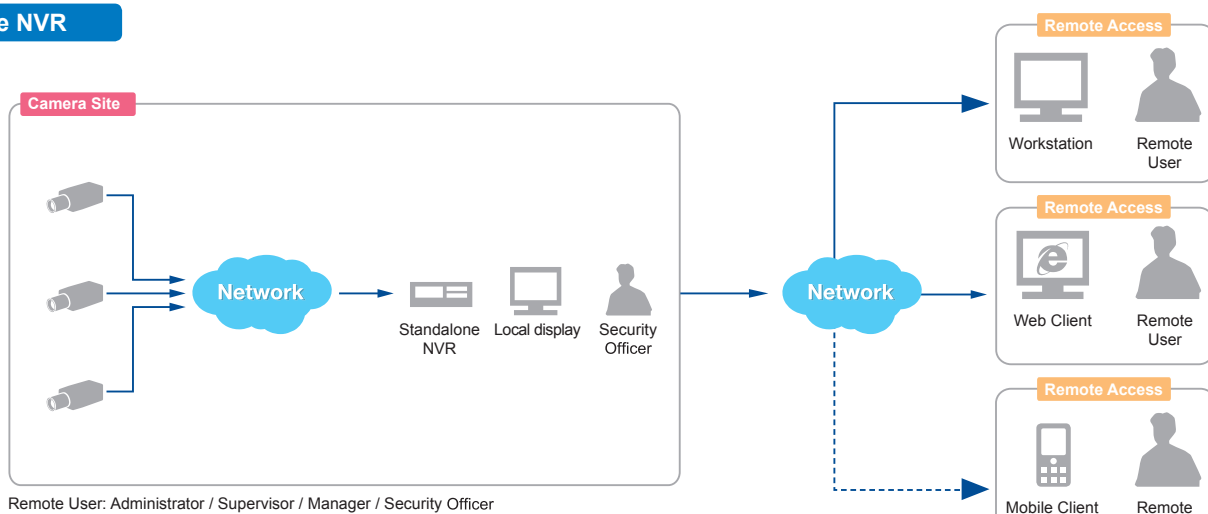 e NVR
Camera Site
Network
Standalone
NVR
Local display
Security
Officer
Remote User: Administrator / Supervisor / Manager / Security Officer
Network
Remote Access
Workstation
Remote
User
Remote Access
Web Client
Remote
User
Remote Access
Mobile Client
Remote